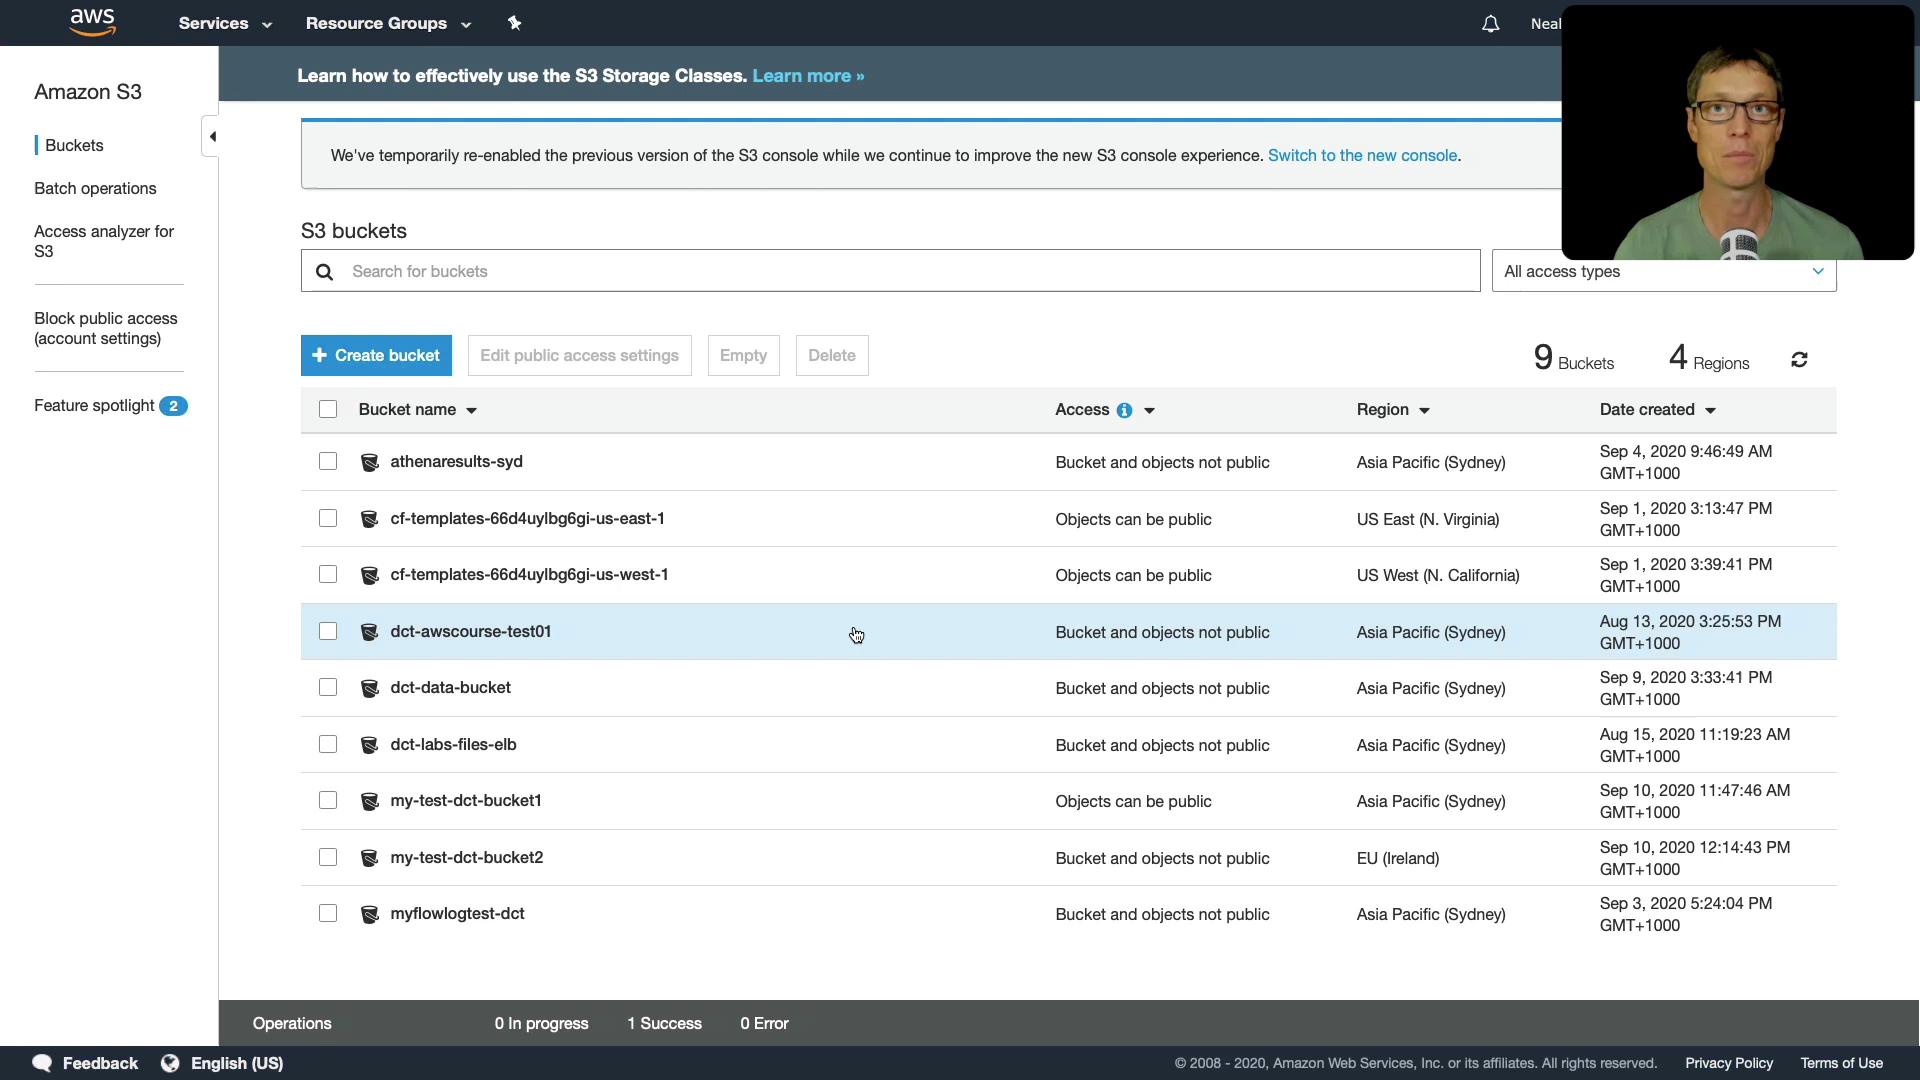 aws
Services
Resource Groups
Neal
Learn how to effectively use the S3 Storage Classes. Learn more »
Amazon S3
Buckets
Batch operations
Access analyzer for
S3
Block public access
(account settings)
Feature spotlight 2
We've temporarily re-enabled the previous version of the S3 console while we continue to improve the new S3 console experience. Switch to the new console.
S3 buckets
Search for buckets
All access types
+ Create bucket
Edit public access settings
Empty
Delete
9 Buckets
4 Regions
Bucket name
Access
Region
Date created
athenaresults-syd
Bucket and objects not public
Asia Pacific (Sydney)
Sep 4, 2020 9:46:49 AM
GMT+1000
cf-templates-66d4uylbg6gi-us-east-1
Objects can be public
US East (N. Virginia)
Sep 1, 2020 3:13:47 PM
GMT+1000
cf-templates-66d4uylbg6gi-us-west-1
Objects can be public
US West (N. California)
Sep 1, 2020 3:39:41 PM
GMT+1000
dct-awscourse-test01
Bucket and objects not public
Asia Pacific (Sydney)
Aug 13, 2020 3:25:53 PM
GMT+1000
dct-data-bucket
Bucket and objects not public
Asia Pacific (Sydney)
Sep 9, 2020 3:33:41 PM
GMT+1000
dct-labs-files-elb
Bucket and objects not public
Asia Pacific (Sydney)
Aug 15, 2020 11:19:23 AM
GMT+1000
my-test-dct-bucket1
Objects can be public
Asia Pacific (Sydney)
Sep 10, 2020 11:47:46 AM
GMT+1000
my-test-dct-bucket2
Bucket and objects not public
EU (Ireland)
Sep 10, 2020 12:14:43 PM
GMT+1000
myflowlogtest-dct
Bucket and objects not public
Asia Pacific (Sydney)
Sep 3, 2020 5:24:04 PM
GMT+1000
Operations
0 In progress
1 Success
0 Error
Feedback
English (US)
© 2008 - 2020, Amazon Web Services, Inc. or its affiliates. All rights reserved.
Privacy Policy
Terms of Use